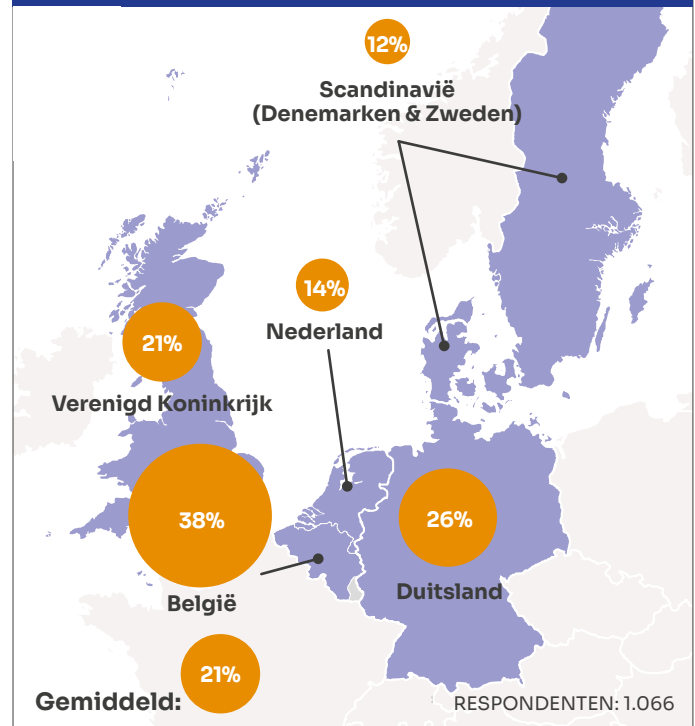 12%
Scandinavië
(Denemarken & Zweden)
14%
Nederland
21%
Verenigd Koninkrijk
38%
België
26%
Duitsland
21%
Gemiddeld:
RESPONDENTEN: 1.066